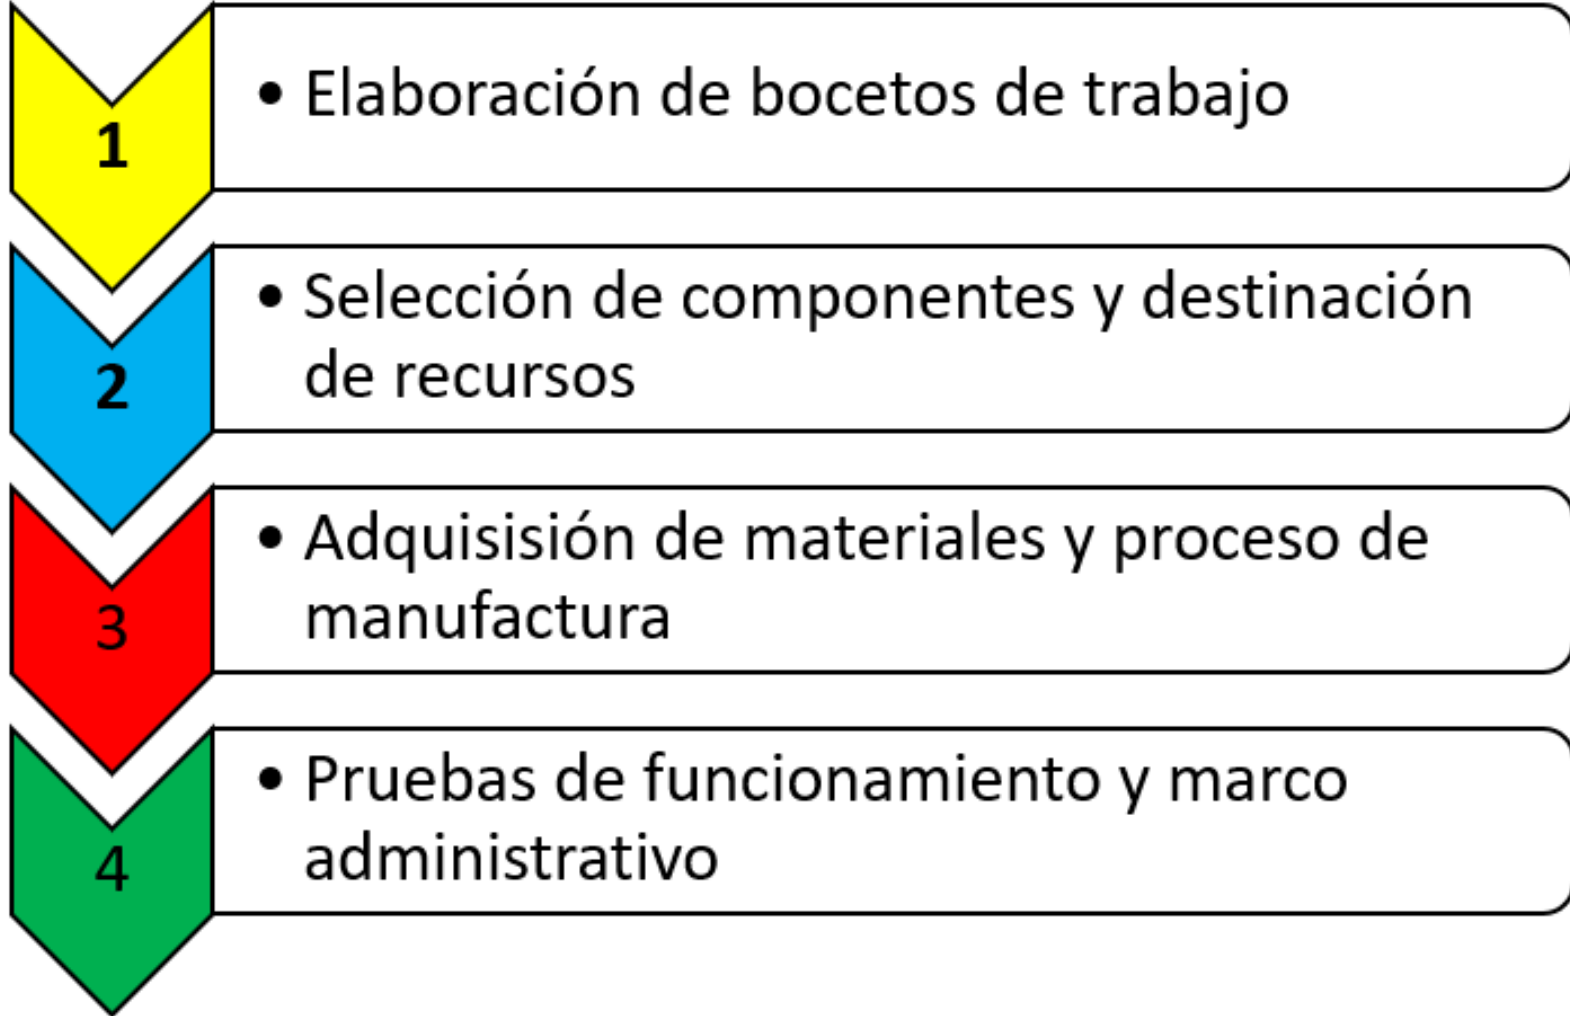 1
• Elaboración de bocetos de trabajo
2
• Selección de componentes y destinación
de recursos
3
• Adquisisión de materiales y proceso de
manufactura
4
• Pruebas de funcionamiento y marco
administrativo